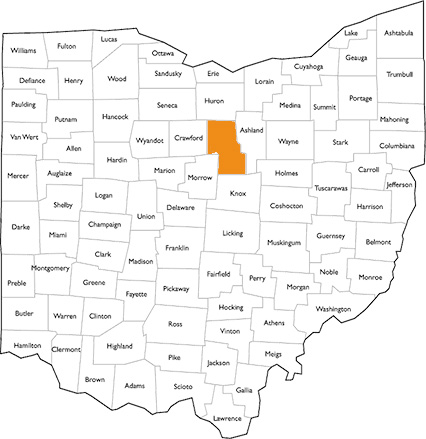 Williams
Fulton
Lucas
Ottawa
Lake
Ashtabula
Defiance
Henry
Wood
Sandusky
Erie
Lorain
Cuyahoga
Geauga
Trumbull
Paulding
Putnam
Hancock
Seneca
Huron
Medina
Summit
Portage
Mahoning
Van Wert
Allen
Wyandot
Crawford
Ashland
Wayne
Stark
Columbiana
Mercer
Auglaize
Hardin
Marion
Morrow
Holmes
Carroll
Jefferson
Shelby
Logan
Union
Delaware
Knox
Coshocton
Tuscarawas
Harrison
Darke
Miami
Champaign
Clark
Madison
Franklin
Licking
Muskingum
Guernsey
Belmont
Preble
Montgomery
Greene
Fayette
Pickaway
Fairfield
Perry
Morgan
Noble
Monroe
Butler
Warren
Clinton
Ross
Hocking
Vinton
Athens
Washington
Hamilton
Clermont
Highland
Pike
Jackson
Meigs
Brown
Adams
Scioto
Gallia
Lawrence